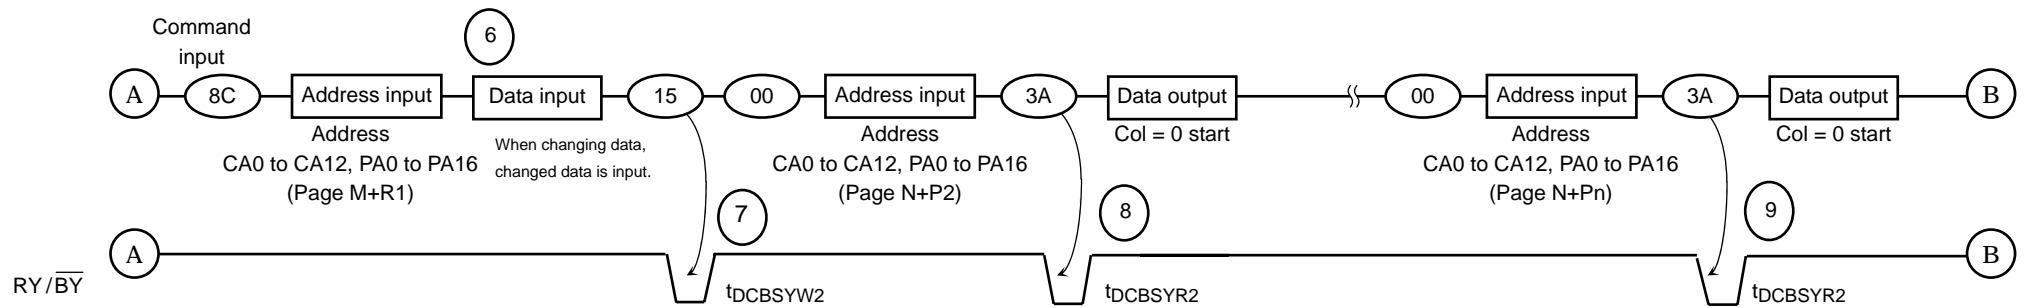 Command
input
6
A
8C
Address input
Data input
15
00
Address input
3A
Data output
00
Address input
3A
Data output
B
Address
CA0 to CA12, PA0 to PA16
(Page M+R1)
When changing data,
changed data is input.
Address
CA0 to CA12, PA0 to PA16
(Page N+P2)
Col = 0 start
Address
CA0 to CA12, PA0 to PA16
(Page N+Pn)
Col = 0 start
7
8
9
A
B
RY/BY
tDCBSYW2
tDCBSYR2
tDCBSYR2